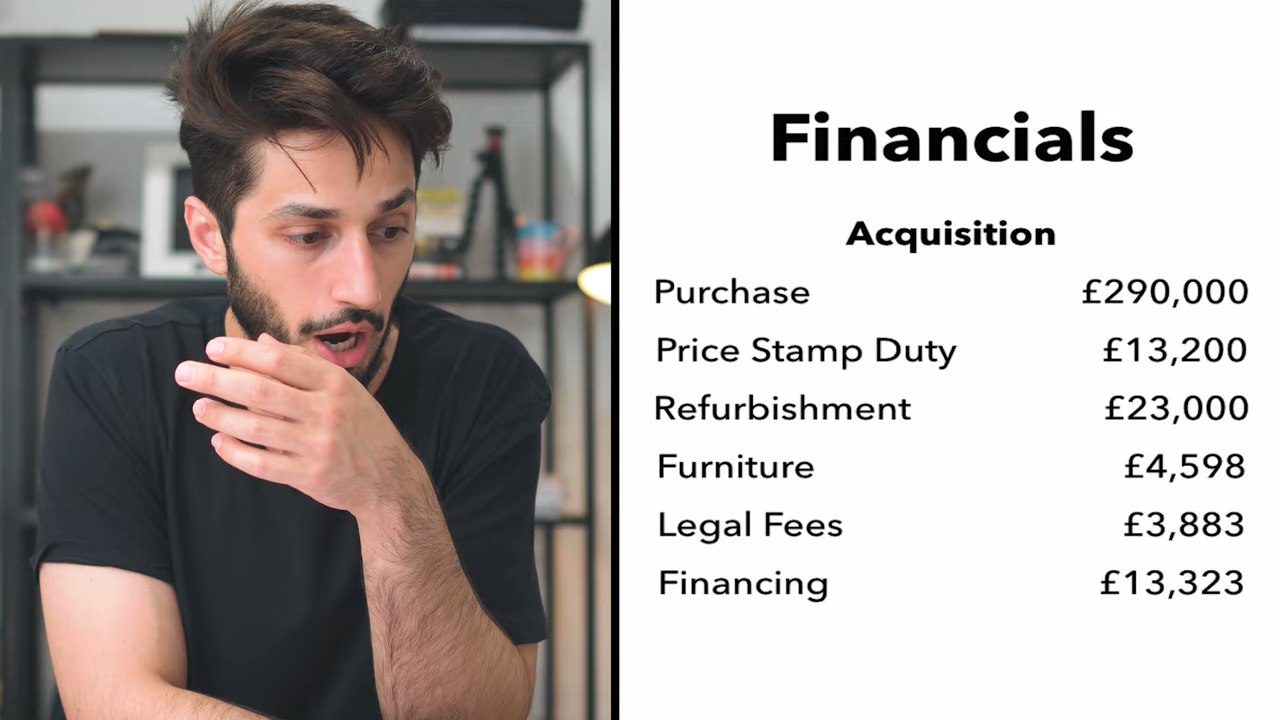 Financials
Acquisition
Purchase £290,000
Price Stamp Duty £13,200
Refurbishment £23,000
Furniture £4,598
Legal Fees £3,883
Financing £13,323